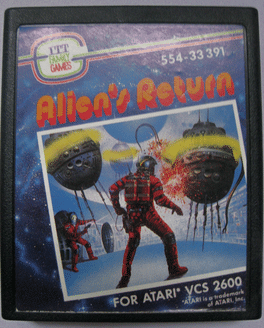 ITT
FAMILY
GAMES
554-33 391
Alien's Return
FOR ATARI® VCS 2600
®ATARI is a trademark
of ATARI, Inc.